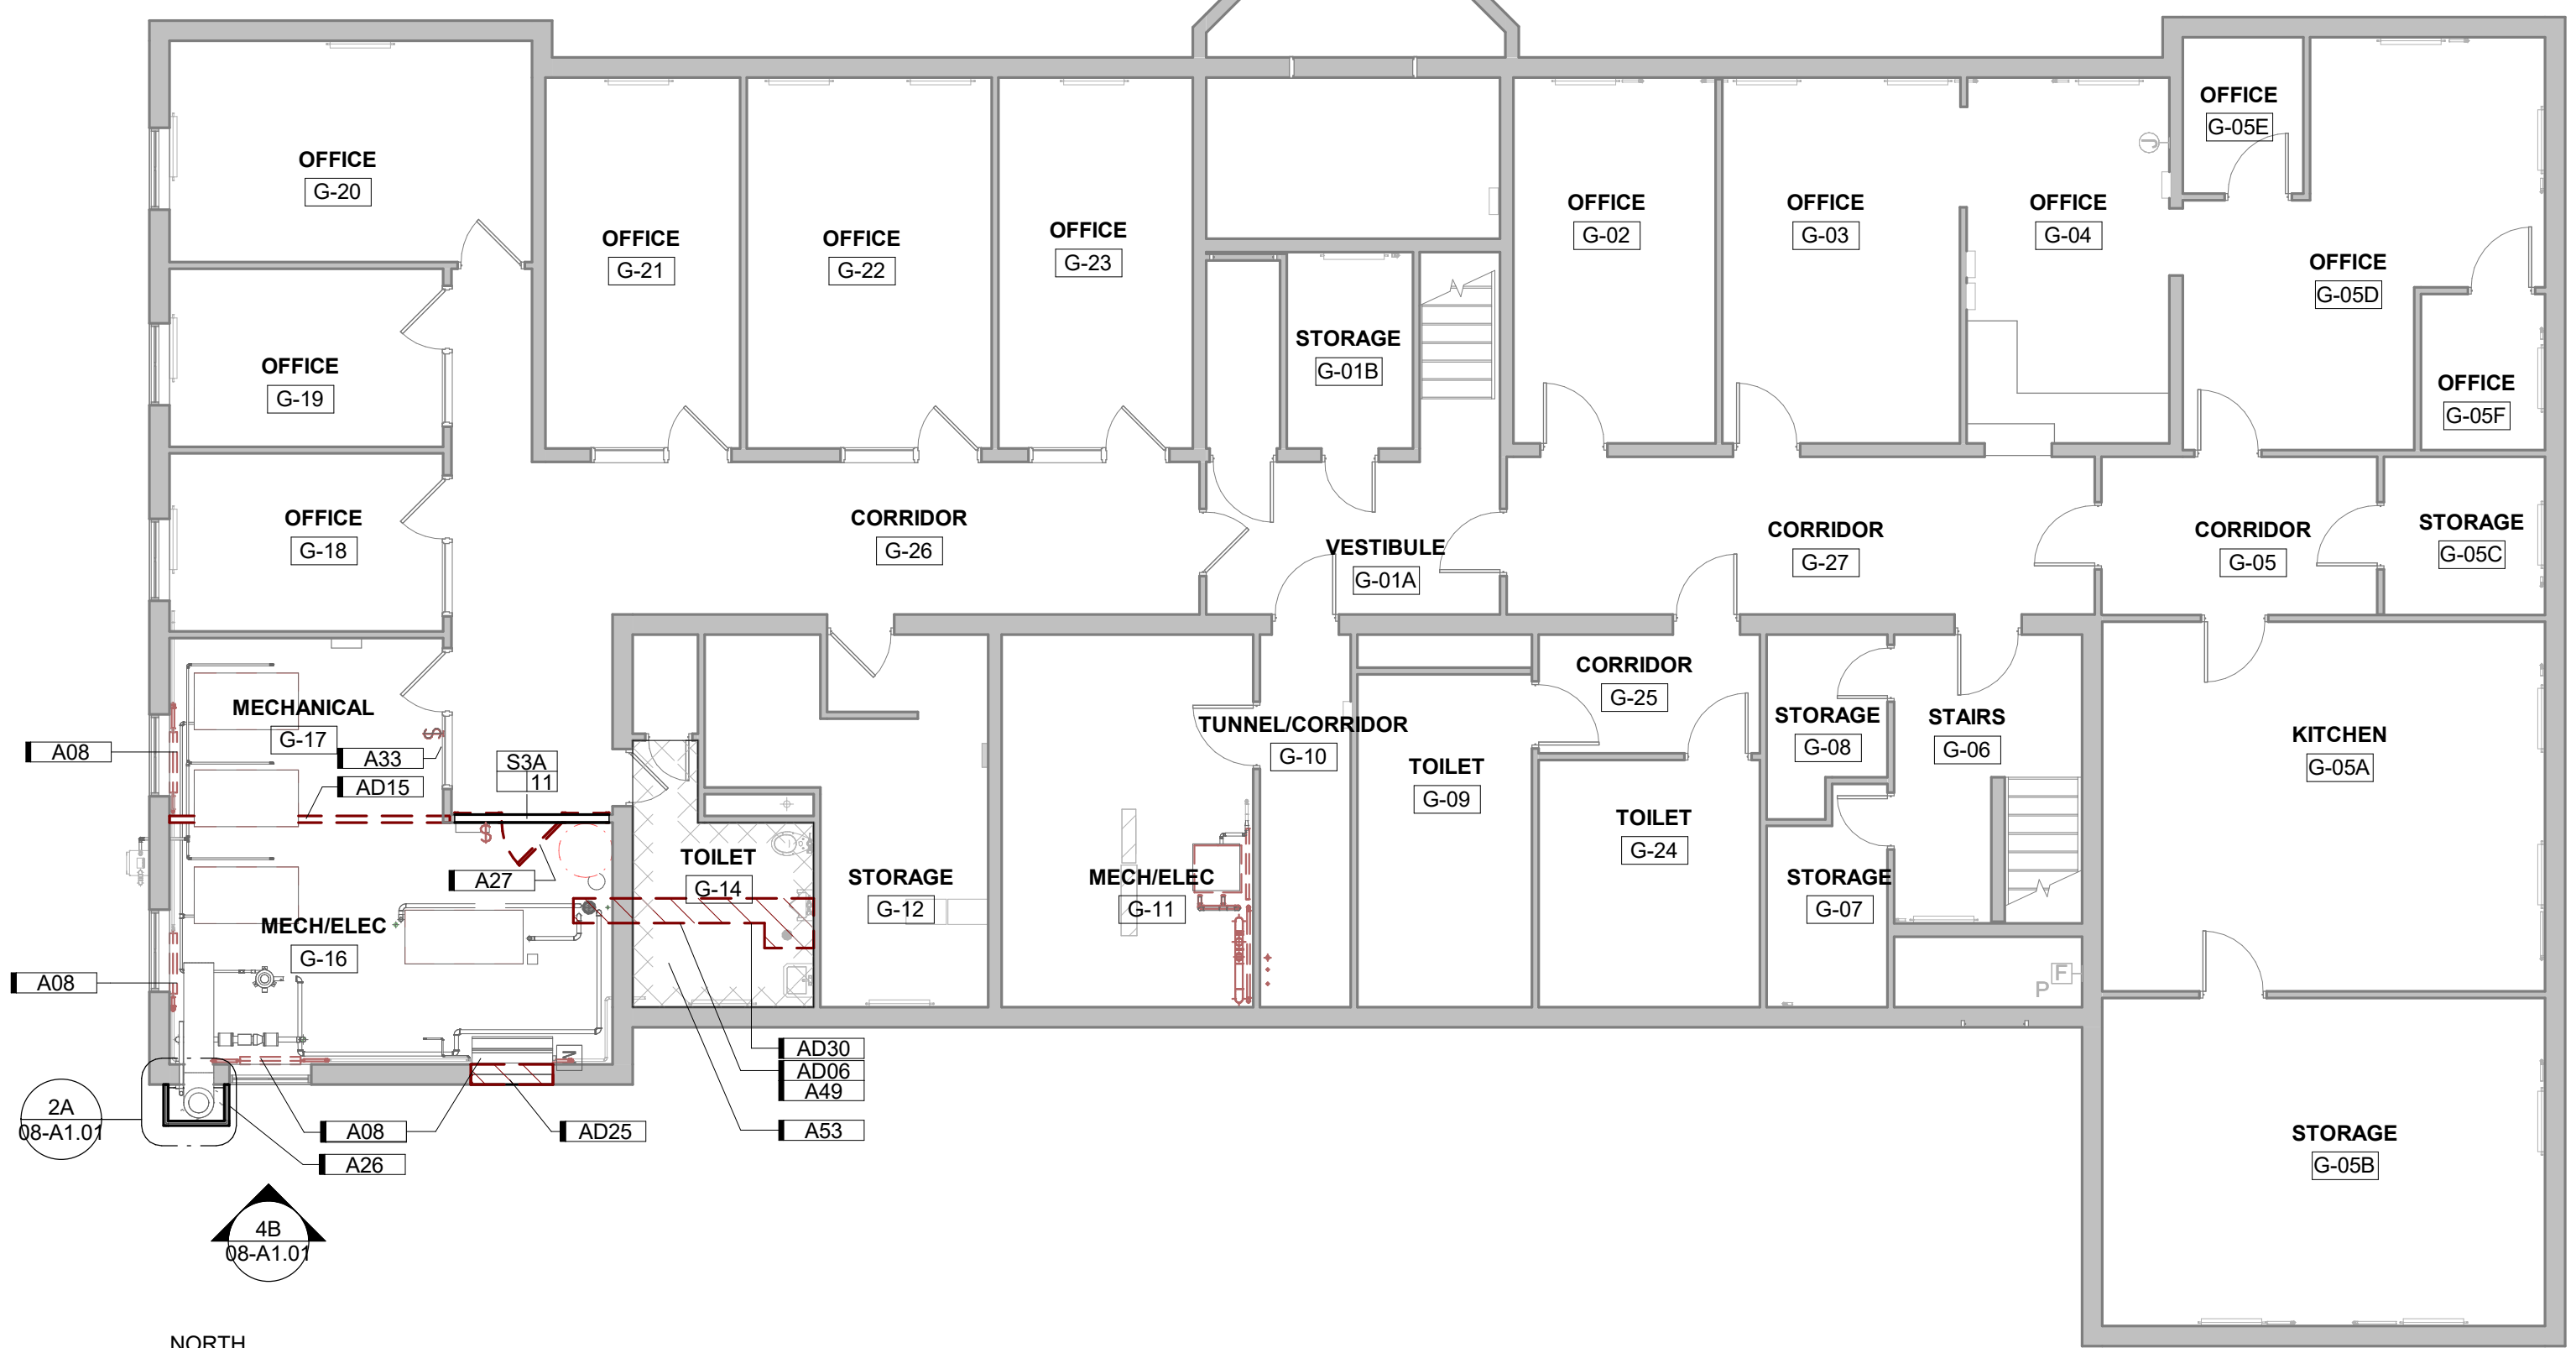 OFFICE
G-20
OFFICE
G-21
OFFICE
G-22
OFFICE
G-23
OFFICE
G-02
OFFICE
G-03
OFFICE
G-04
J
OFFICE
G-05E
OFFICE
G-05D
OFFICE
G-05F
OFFICE
G-19
STORAGE
G-01B
OFFICE
G-18
CORRIDOR
G-26
VESTIBULE
G-01A
CORRIDOR
G-27
CORRIDOR
G-05
STORAGE
G-05C
MECHANICAL
G-17
A08
A33
$
AD15
S3A
11
CORRIDOR
G-25
TUNNEL/CORRIDOR
G-10
STORAGE
G-08
STAIRS
G-06
KITCHEN
G-05A
TOILET
G-09
TOILET
G-24
$
A27
TOILET
G-14
STORAGE
G-12
MECH/ELEC
G-11
STORAGE
G-07
MECH/ELEC
G-16
A08
F
P
N
AD30
AD06
A49
A53
2A
08-A1.01
A08
AD25
A26
STORAGE
G-05B
4B
08-A1.01
NORTH